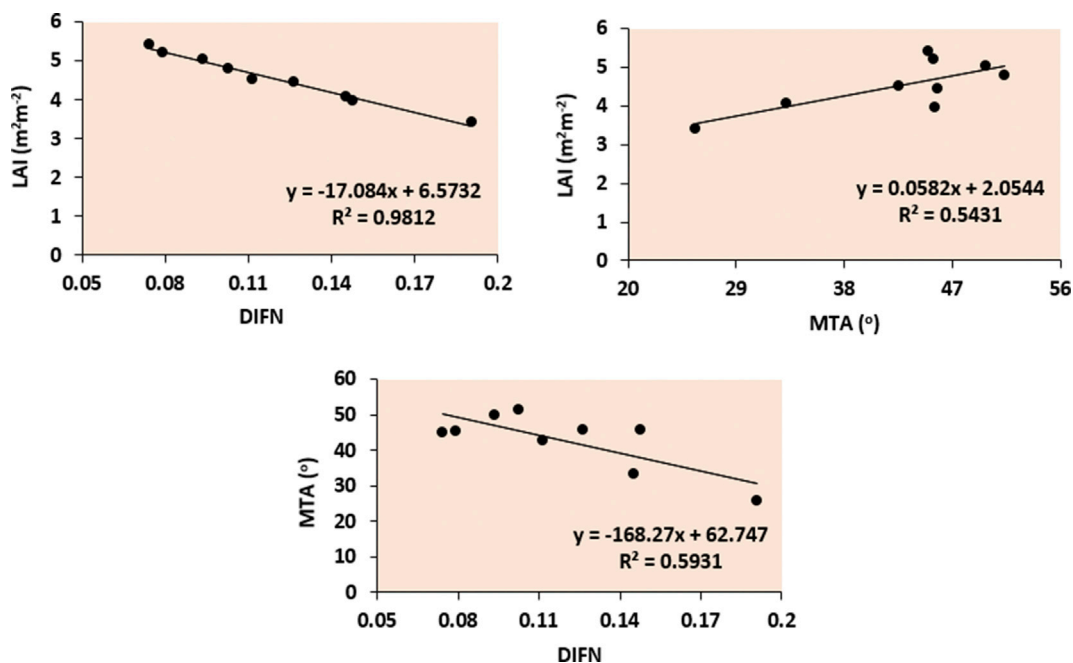 6
5
4
3
2
1
0
LAI (m²m⁻²)
y = -17.084x + 6.5732
R² = 0.9812
0.05 0.08 0.11 0.14 0.17 0.2
DIFN
6
5
4
3
2
1
0
LAI (m²m⁻²)
y = 0.0582x + 2.0544
R² = 0.5431
20 29 38 47 56
MTA (º)
60
50
40
30
20
10
0
MTA (º)
y = -168.27x + 62.747
R² = 0.5931
0.05 0.08 0.11 0.14 0.17 0.2
DIFN